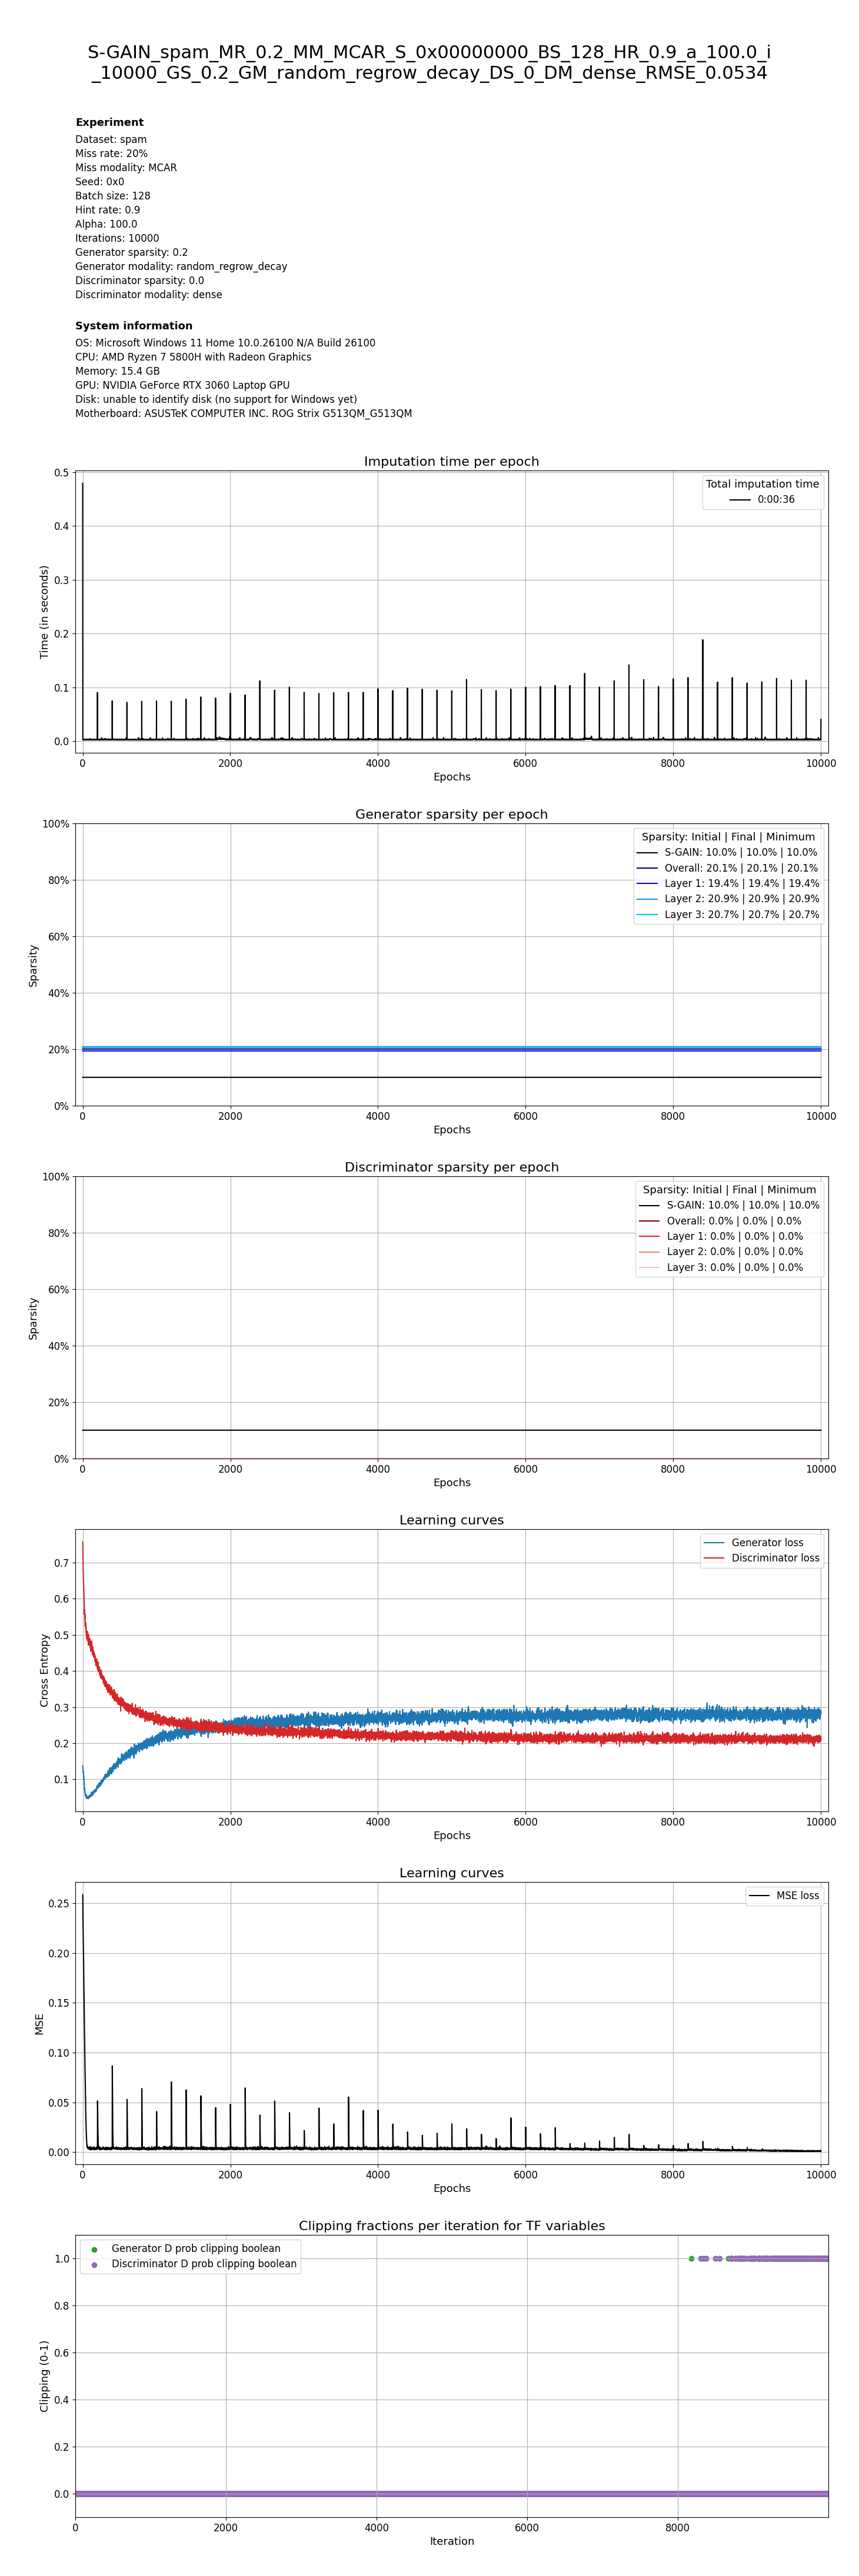 S-GAIN_spam_MR_0.2_MM_MCAR_S_0x00000000_BS_128_HR_0.9_a_100.0_i
_10000_GS_0.2_GM_random_regrow_decay_DS_0_DM_dense_RMSE_0.0534
Experiment
Dataset: spam
Miss rate: 20%
Miss modality: MCAR
Seed: 0x0
Batch size: 128
Hint rate: 0.9
Alpha: 100.0
Iterations: 10000
Generator sparsity: 0.2
Generator modality: random_regrow_decay
Discriminator sparsity: 0.0
Discriminator modality: dense
System information
OS: Microsoft Windows 11 Home 10.0.26100 N/A Build 26100
CPU: AMD Ryzen 7 5800H with Radeon Graphics
Memory: 15.4 GB
GPU: NVIDIA GeForce RTX 3060 Laptop GPU
Disk: unable to identify disk (no support for Windows yet)
Motherboard: ASUSTeK COMPUTER INC. ROG Strix G513QM_G513QM
Imputation time per epoch
Total imputation time
0:00:36
Time (in seconds)
0.5
0.4
0.3
0.2
0.1
0.0
0 2000 4000 6000 8000 10000
Epochs
Generator sparsity per epoch
Sparsity: Initial | Final | Minimum
S-GAIN: 10.0% | 10.0% | 10.0%
Overall: 20.1% | 20.1% | 20.1%
Layer 1: 19.4% | 19.4% | 19.4%
Layer 2: 20.9% | 20.9% | 20.9%
Layer 3: 20.7% | 20.7% | 20.7%
Sparsity
100%
80%
60%
40%
20%
0%
0 2000 4000 6000 8000 10000
Epochs
Discriminator sparsity per epoch
Sparsity: Initial | Final | Minimum
S-GAIN: 10.0% | 10.0% | 10.0%
Overall: 0.0% | 0.0% | 0.0%
Layer 1: 0.0% | 0.0% | 0.0%
Layer 2: 0.0% | 0.0% | 0.0%
Layer 3: 0.0% | 0.0% | 0.0%
Sparsity
100%
80%
60%
40%
20%
0%
0 2000 4000 6000 8000 10000
Epochs
Learning curves
Generator loss
Discriminator loss
Cross Entropy
0.7
0.6
0.5
0.4
0.3
0.2
0.1
0 2000 4000 6000 8000 10000
Epochs
Learning curves
MSE loss
MSE
0.25
0.20
0.15
0.10
0.05
0.00
0 2000 4000 6000 8000 10000
Epochs
Clipping fractions per iteration for TF variables
Generator D prob clipping boolean
Discriminator D prob clipping boolean
Clipping (0-1)
1.0
0.8
0.6
0.4
0.2
0.0
0 2000 4000 6000 8000
Iteration